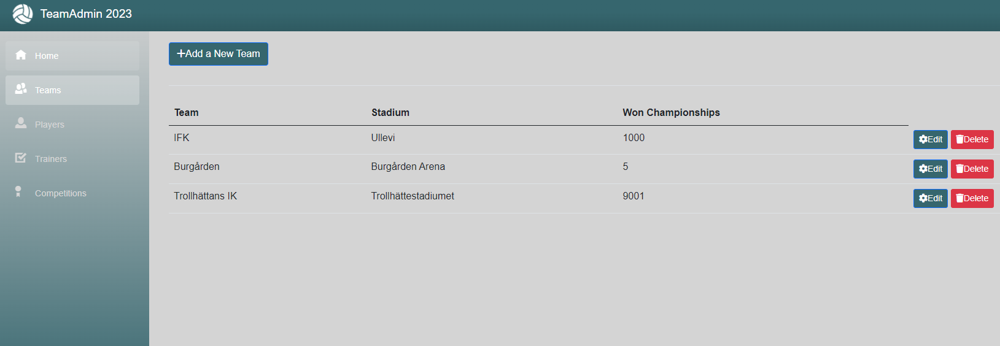 TeamAdmin 2023
Home
Teams
Players
Trainers
Competitions
Add a New Team
Team Stadium Won Championships
IFK Ullevi 1000 Edit Delete
Burgården Burgården Arena 5 Edit Delete
Trollhättans IK Trollhättestadiumet 9001 Edit Delete